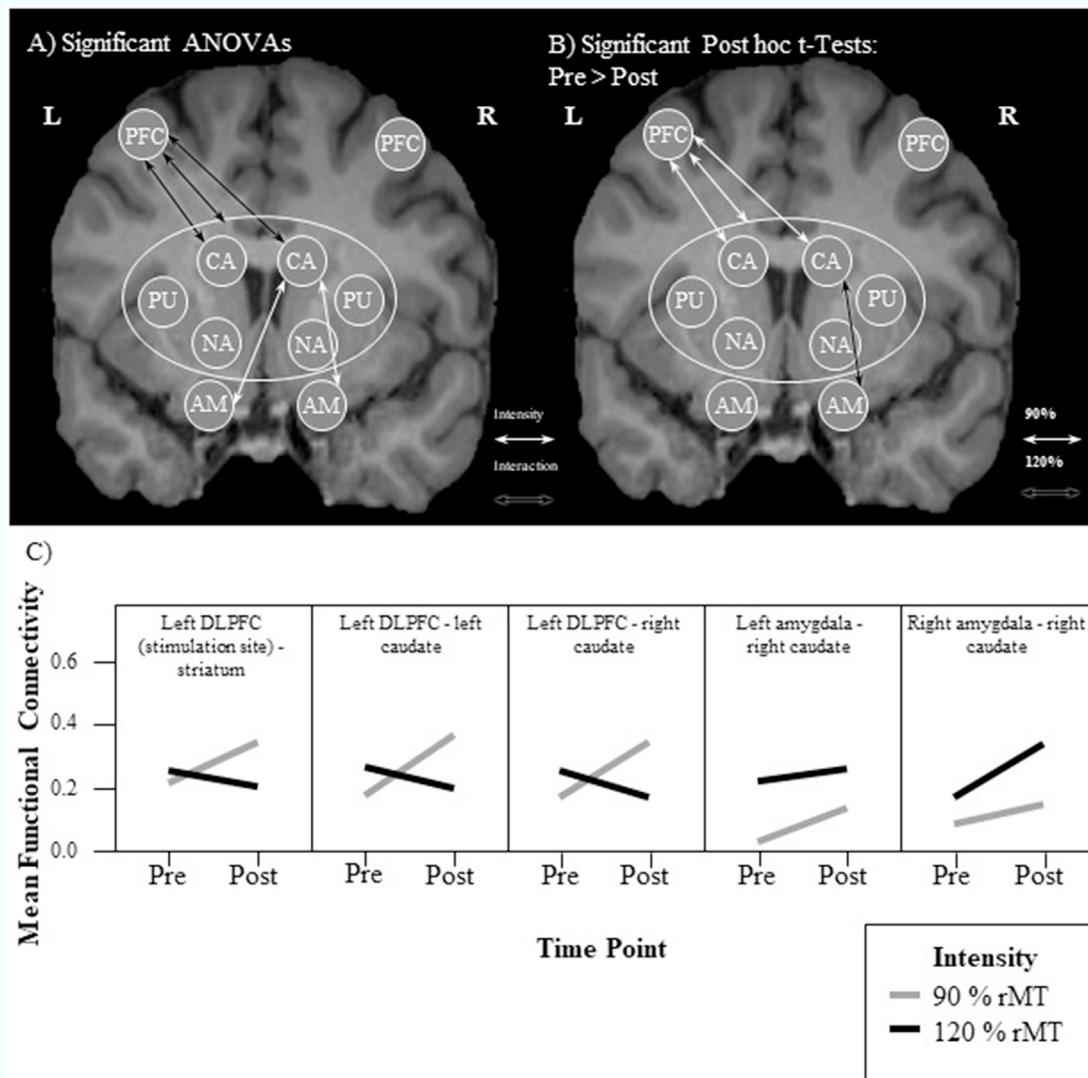 A) Significant ANOVAs
L
R
PFC
PFC
CA
CA
PU
PU
NA
NA
AM
AM
Intensity
Interaction
B) Significant Post hoc t-Tests:
Pre > Post
L
R
PFC
PFC
CA
CA
PU
PU
NA
NA
AM
AM
90%
120%
C)
Mean Functional Connectivity
0.6
0.4
0.2
0.0
Left DLPFC
(stimulation site) -
striatum
Left DLPFC - left
caudate
Left DLPFC - right
caudate
Left amygdala -
right caudate
Right amygdala - right
caudate
Pre
Post
Pre
Post
Pre
Post
Pre
Post
Pre
Post
Time Point
Intensity
90 % rMT
120 % rMT